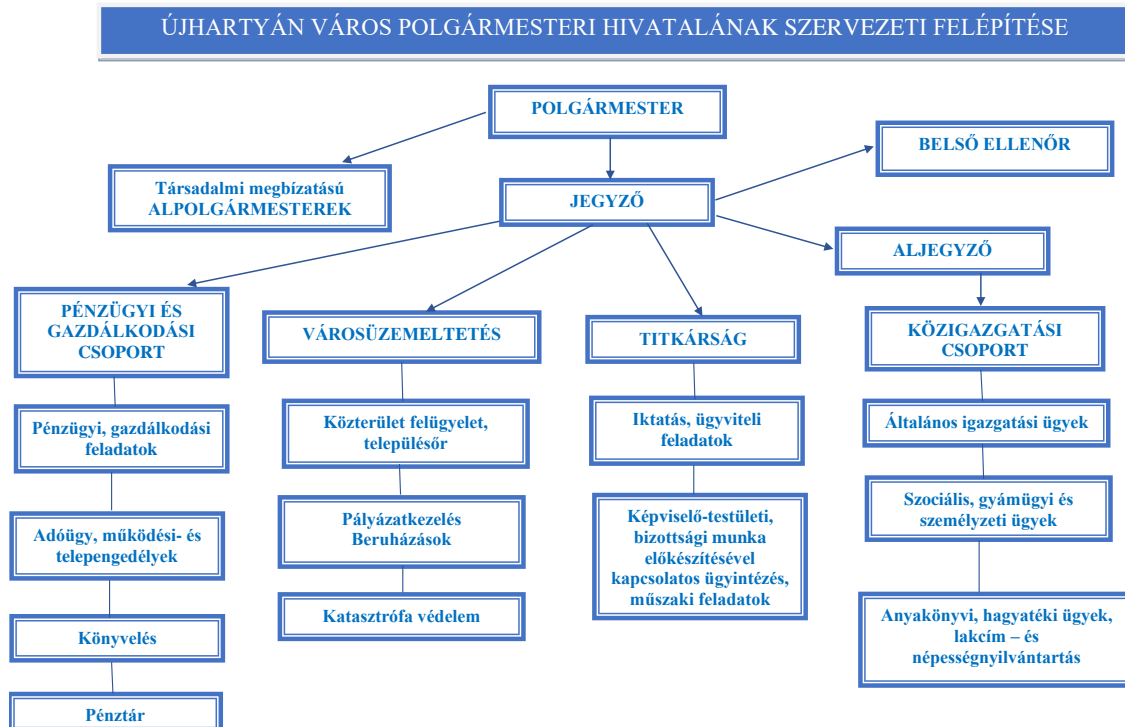 ÚJHARTYÁN VÁROS POLGÁRMESTERI HIVATALÁNAK SZERVEZETI FELÉPÍTÉSE
POLGÁRMESTER
BELSŐ ELLENŐR
Társadalmi megbízatású
ALPOLGÁRMESTEREK
JEGYZŐ
ALJEGYZŐ
PÉNZÜGYI ÉS
GAZDÁLKODÁSI
CSOPORT
VÁROSÜZEMELTETÉS
TITKÁRSÁG
KÖZIGAZGATÁSI
CSOPORT
Pénzügyi, gazdálkodási
feladatok
Adóügy, működési- és
telepengedélyek
Könyvelés
Pénztár
Közterület felügyelet,
településőr
Pályázatkezelés
Beruházások
Katasztrófa védelem
Iktatás, ügyviteli
feladatok
Képviselő-testületi,
bizottsági munka
előkészítésével
kapcsolatos ügyintézés,
műszaki feladatok
Általános igazgatási ügyek
Szociális, gyámügyi és
személyzeti ügyek
Anyakönyvi, hagyatéki ügyek,
lakcím – és
népességnyilvántartás